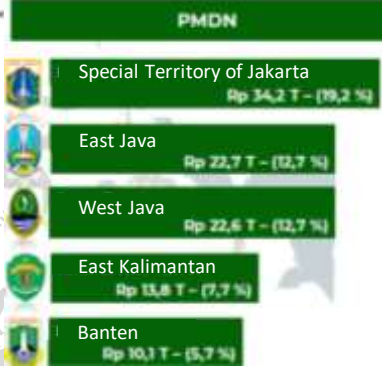 PMDN
Special Territory of Jakarta
Rp 34,2 T – (19,2 %)
East Java
Rp 22,7 T – (12,7 %)
West Java
Rp 22,6 T – (12,7 %)
East Kalimantan
Rp 13,8 T – (7,7 %)
Banten
Rp 10,1 T – (5,7 %)